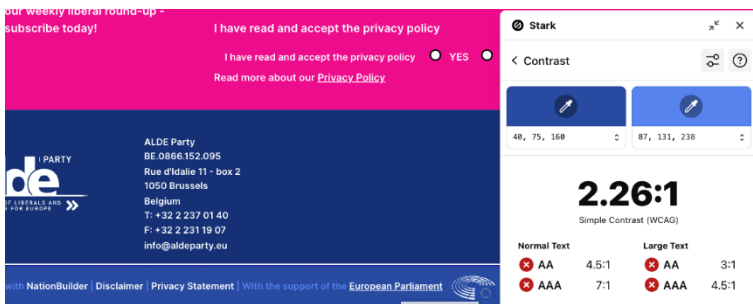 our weekly liberal round-up -
subscribe today!
I have read and accept the privacy policy
I have read and accept the privacy policy YES
Read more about our Privacy Policy
PARTY
de
OF LIBERALS AND
FOR EUROPE
ALDE Party
BE.0866.152.095
Rue d'Idalie 11 - box 2
1050 Brussels
Belgium
T: +32 2 237 01 40
F: +32 2 231 19 07
info@aldeparty.eu
with NationBuilder | Disclaimer | Privacy Statement | With the support of the European Parliament
Stark
Contrast
40, 75, 160
87, 131, 238
2.26:1
Simple Contrast (WCAG)
Normal Text Large Text
AA 4.5:1 AA 3:1
AAA 7:1 AAA 4.5:1